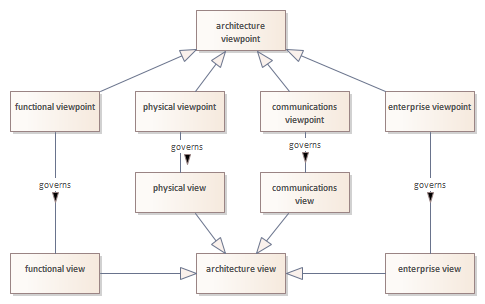 architecture
viewpoint
functional viewpoint
physical viewpoint
communications
viewpoint
enterprise viewpoint
governs
governs
physical view
communications
view
governs
governs
functional view
architecture view
enterprise view